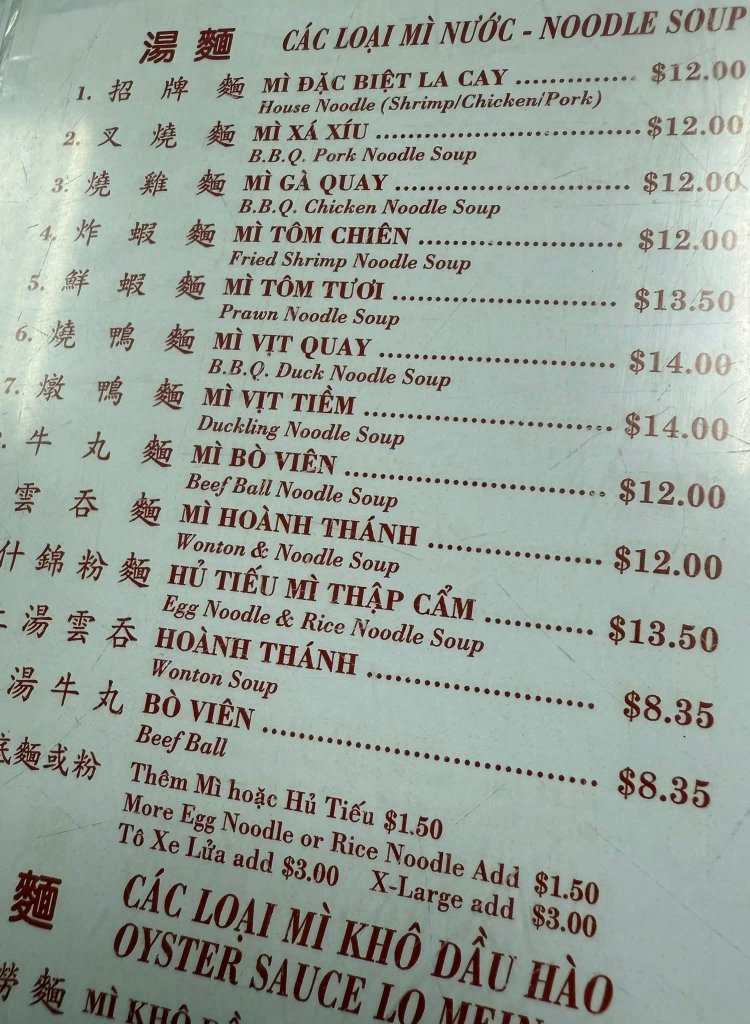 湯 麵 CÁC LOẠI MÌ NƯỚC - NOODLE SOUP
1. 招 牌 麵 MÌ ĐẶC BIỆT LA CAY ............... $12.00
House Noodle (Shrimp/Chicken/Pork)
2. 叉 燒 麵 MÌ XÁ XÍU ............... $12.00
B.B.Q. Pork Noodle Soup
3. 燒 雞 麵 MÌ GÀ QUAY ............... $12.00
B.B.Q. Chicken Noodle Soup
4. 炸 蝦 麵 MÌ TÔM CHIÊN ............... $12.00
Fried Shrimp Noodle Soup
5. 鮮 蝦 麵 MÌ TÔM TƯƠI ............... $13.50
Prawn Noodle Soup
6. 燒 鴨 麵 MÌ VỊT QUAY ............... $14.00
B.B.Q. Duck Noodle Soup
7. 燉 鴨 麵 MÌ VỊT TIỀM ............... $14.00
Duckling Noodle Soup
牛 丸 麵 MÌ BÒ VIÊN ............... $12.00
Beef Ball Noodle Soup
雲 吞 麵 MÌ HOÀNH THÁNH ............... $12.00
Wonton & Noodle Soup
什 錦 粉 麵 HỦ TIẾU MÌ THẬP CẨM ............... $13.50
Egg Noodle & Rice Noodle Soup
湯 雲 吞 HOÀNH THÁNH ............... $8.35
Wonton Soup
湯 牛 丸 BÒ VIÊN ............... $8.35
Beef Ball
麵或粉 Thêm Mì hoặc Hủ Tiếu $1.50
More Egg Noodle or Rice Noodle Add $1.50
Tô Xe Lửa add $3.00 X-Large add $3.00
麵 CÁC LOẠI MÌ KHÔ DẦU HÀO
OYSTER SAUCE LO MEIN
撈 麵 MÌ KHÔ